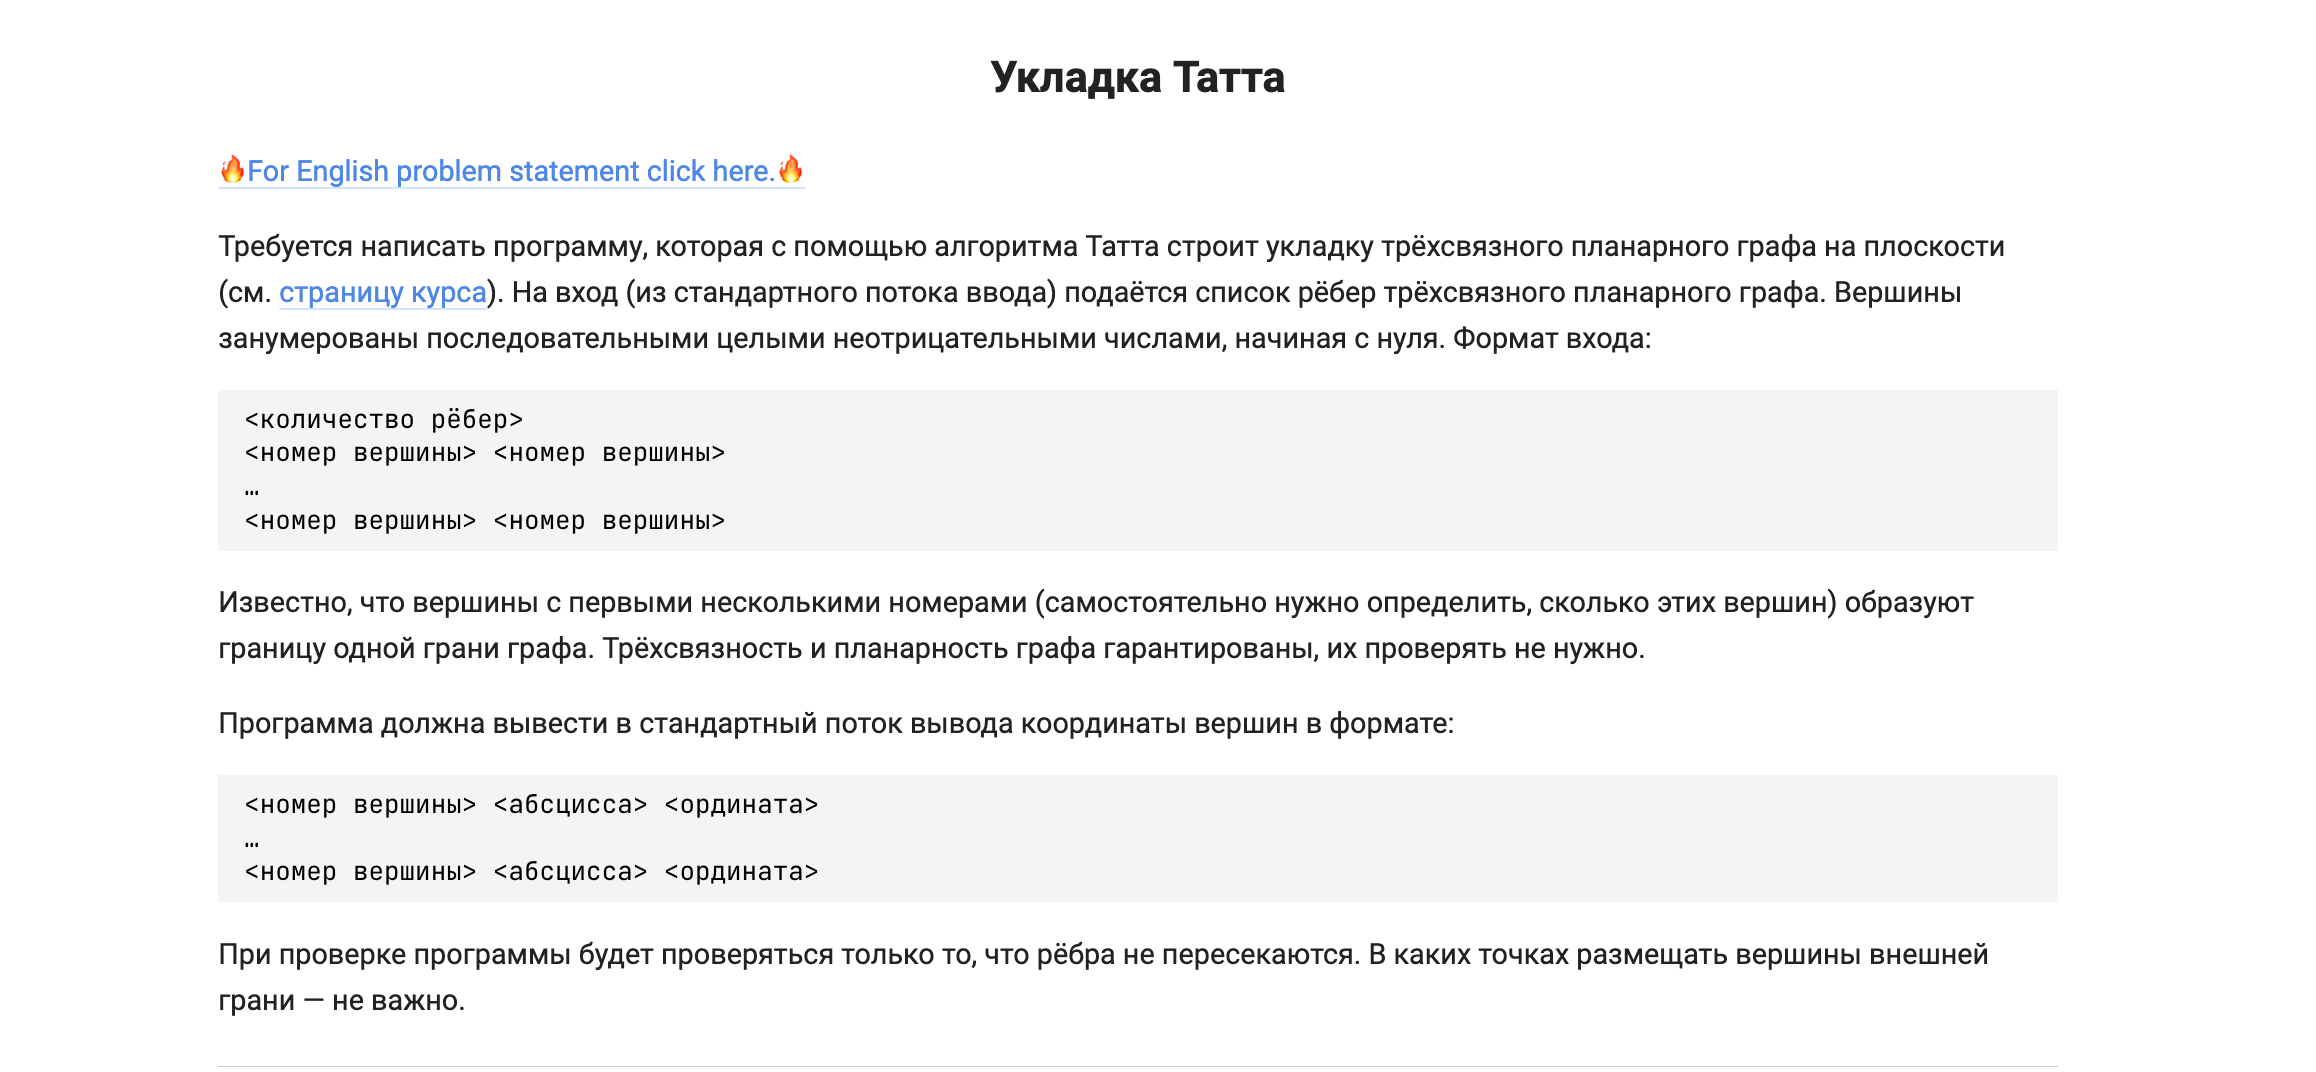 Укладка Татта
🔥For English problem statement click here.🔥
Требуется написать программу, которая с помощью алгоритма Татта строит укладку трёхсвязного планарного графа на плоскости
(см. страницу курса). На вход (из стандартного потока ввода) подаётся список рёбер трёхсвязного планарного графа. Вершины
занумерованы последовательными целыми неотрицательными числами, начиная с нуля. Формат входа:
<количество рёбер>
<номер вершины> <номер вершины>
…
<номер вершины> <номер вершины>
Известно, что вершины с первыми несколькими номерами (самостоятельно нужно определить, сколько этих вершин) образуют
границу одной грани графа. Трёхсвязность и планарность графа гарантированы, их проверять не нужно.
Программа должна вывести в стандартный поток вывода координаты вершин в формате:
<номер вершины> <абсцисса> <ордината>
…
<номер вершины> <абсцисса> <ордината>
При проверке программы будет проверяться только то, что рёбра не пересекаются. В каких точках размещать вершины внешней
грани — не важно.